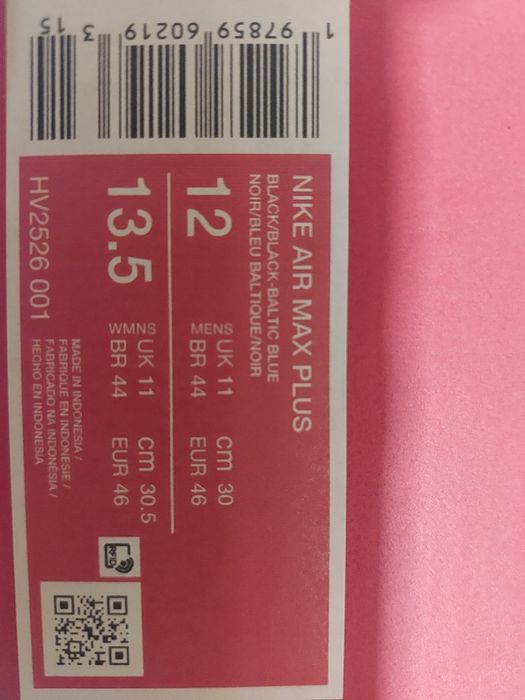 NIKE AIR MAX PLUS
BLACK/BLACK-BALTIC BLUE
NOIR/BLEU BALTIQUE/NOIR
12 MENS UK 11 cm 30
BR 44 EUR 46
13.5 WMNS UK 11 cm 30.5
BR 44 EUR 46
HV2526 001
MADE IN INDONESIA /
FABRIQUE EN INDONESIE /
FABRICADO NA INDONÉSIA /
HECHO EN INDONESIA
RFID
1 97859 60219 3 15